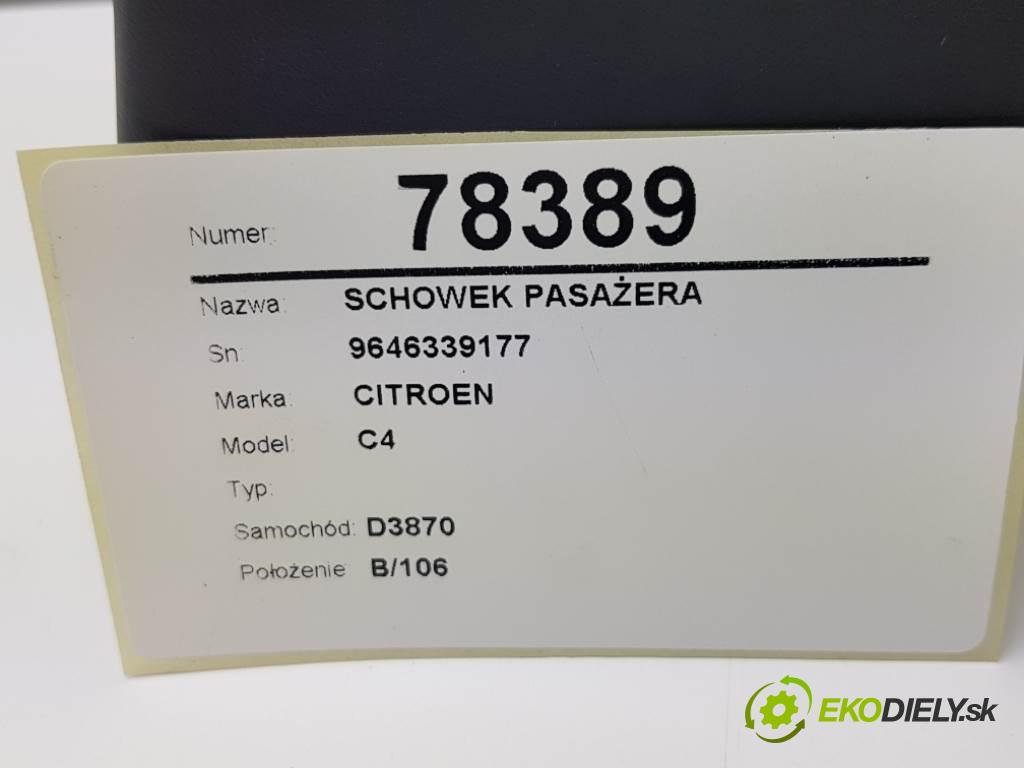 Numer: 78389
Nazwa: SCHOWEK PASAŻERA
Sn: 9646339177
Marka: CITROEN
Model: C4
Typ:
Samochód: D3870
Położenie B/106
EKODIELY.sk